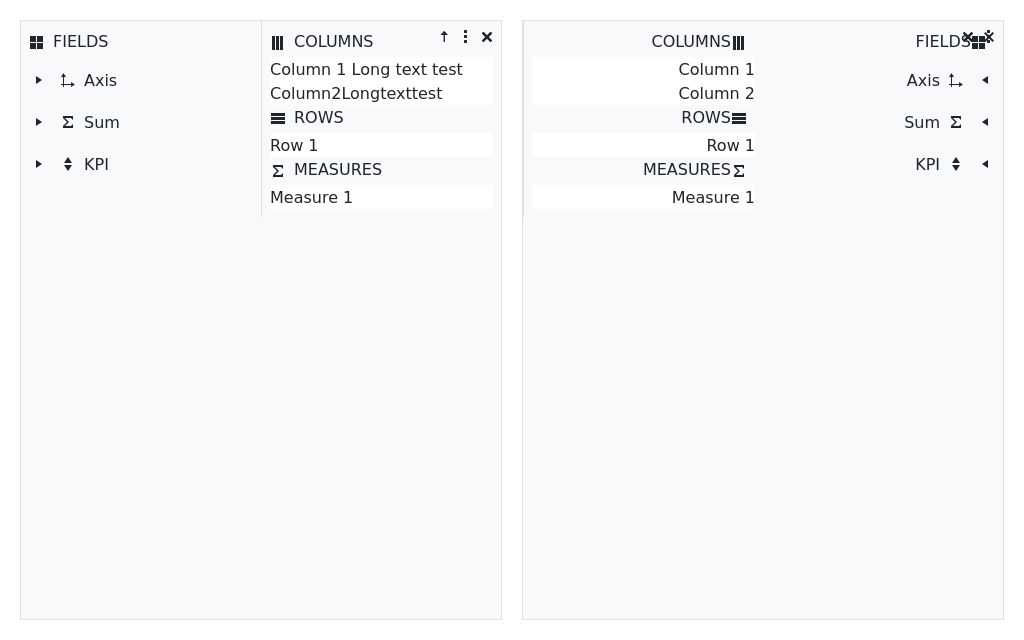 FIELDS
Axis
Sum
KPI
COLUMNS
Column 1 Long text test
Column2Longtexttest
ROWS
Row 1
MEASURES
Measure 1
COLUMNS
Column 1
Column 2
ROWS
Row 1
MEASURES
Measure 1
FIELDS
Axis
Sum
KPI